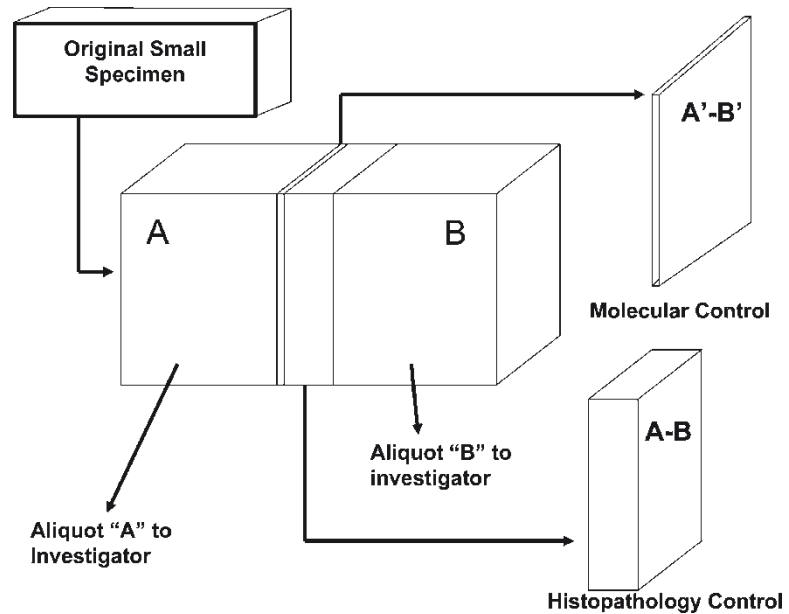 Original Small
Specimen
A'-B'
A
B
Molecular Control
A-B
Aliquot “B” to
investigator
Aliquot “A” to
Investigator
Histopathology Control